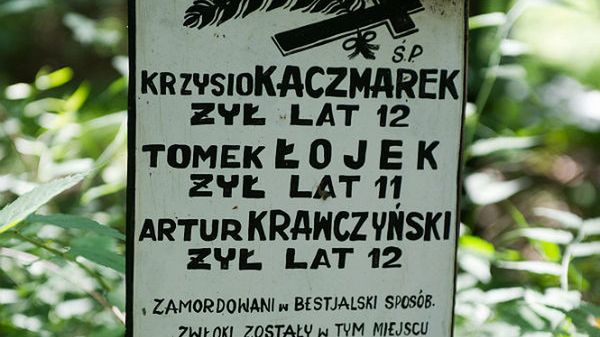 Ś.P.
KRZYSIO KACZMAREK
ŻYŁ LAT 12
TOMEK ŁOJEK
ŻYŁ LAT 11
ARTUR KRAWCZYŃSKI
ŻYŁ LAT 12
ZAMORDOWANI W BESTJALSKI SPOSÓB.
ZWŁOKI ZOSTAŁY W TYM MIEJSCU